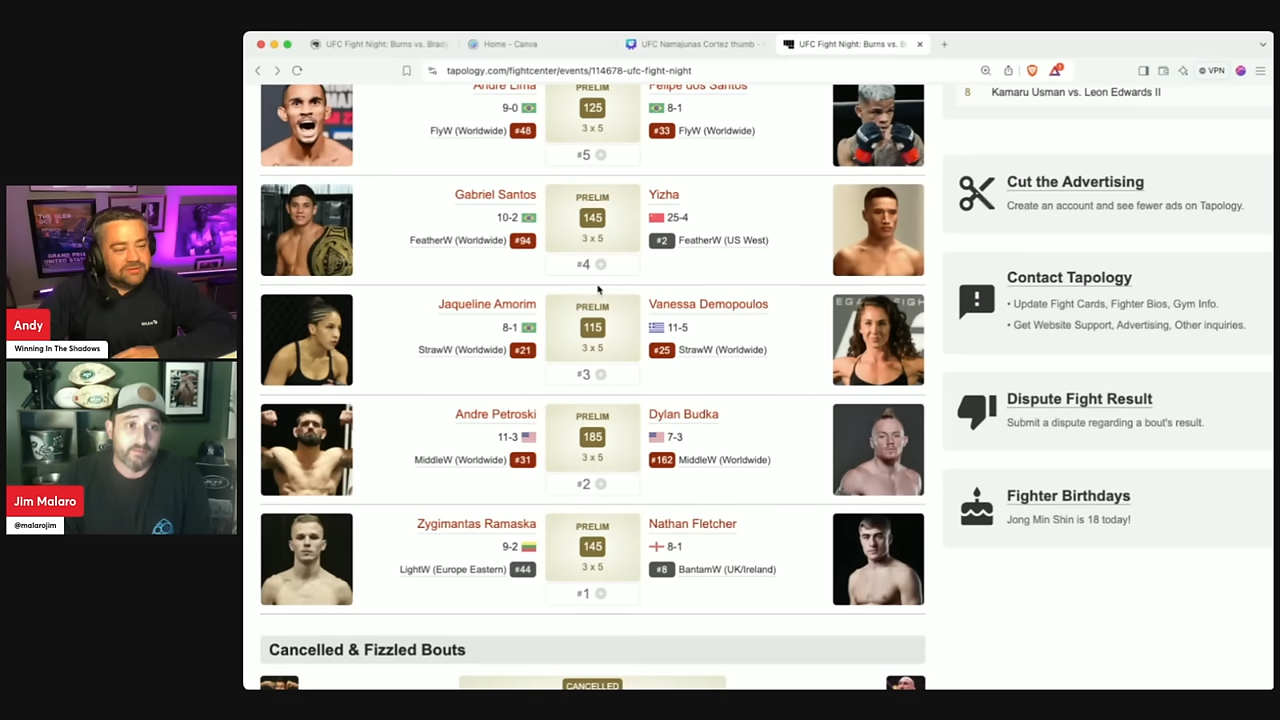 UFC Fight Night: Burns vs. Brady
Home - Canva
UFC Namajunas Cortez thumb -
UFC Fight Night: Burns vs. B
tapology.com/fightcenter/events/114678-ufc-fight-night
VPN
Andre Lima
PRELIM
Felipe dos Santos
9-0
125
8-1
3 x 5
FlyW (Worldwide) #48
#33 FlyW (Worldwide)
#5
8 Kamaru Usman vs. Leon Edwards II
Gabriel Santos
PRELIM
Yizha
10-2
145
25-4
3 x 5
FeatherW (Worldwide) #94
#2 FeatherW (US West)
#4
Jaqueline Amorim
PRELIM
Vanessa Demopoulos
8-1
115
11-5
3 x 5
StrawW (Worldwide) #21
#25 StrawW (Worldwide)
#3
Andre Petroski
PRELIM
Dylan Budka
11-3
185
7-3
3 x 5
MiddleW (Worldwide) #31
#162 MiddleW (Worldwide)
#2
Zygimantas Ramaska
PRELIM
Nathan Fletcher
9-2
145
8-1
3 x 5
LightW (Europe Eastern) #44
#8 BantamW (UK/Ireland)
#1
Cancelled & Fizzled Bouts
CANCELLED
Cut the Advertising
Create an account and see fewer ads on Tapology.
Contact Tapology
• Update Fight Cards, Fighter Bios, Gym Info.
• Get Website Support, Advertising, Other inquiries.
Dispute Fight Result
Submit a dispute regarding a bout's result.
Fighter Birthdays
Jong Min Shin is 18 today!
GRAND PRIX
UNITED STAT
Andy
Winning In The Shadows
Jim Malaro
@malarojim